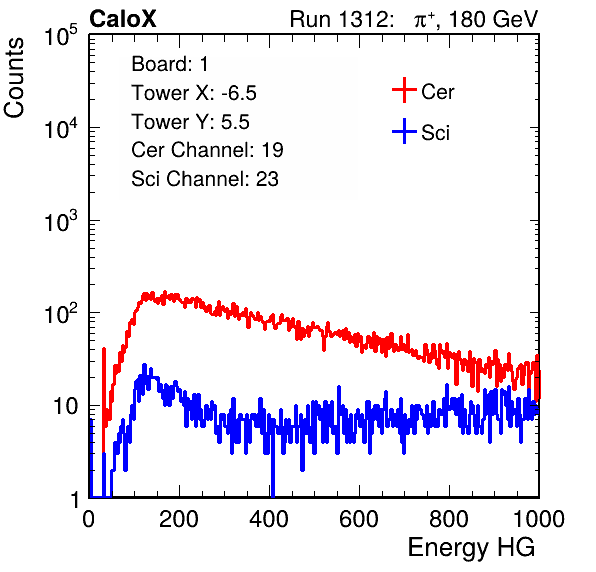 CaloX Run 1312: π⁺, 180 GeV
Board: 1
Tower X: -6.5
Tower Y: 5.5
Cer Channel: 19
Sci Channel: 23
Cer
Sci
Counts
10⁵
10⁴
10³
10²
10
1
0 200 400 600 800 1000
Energy HG